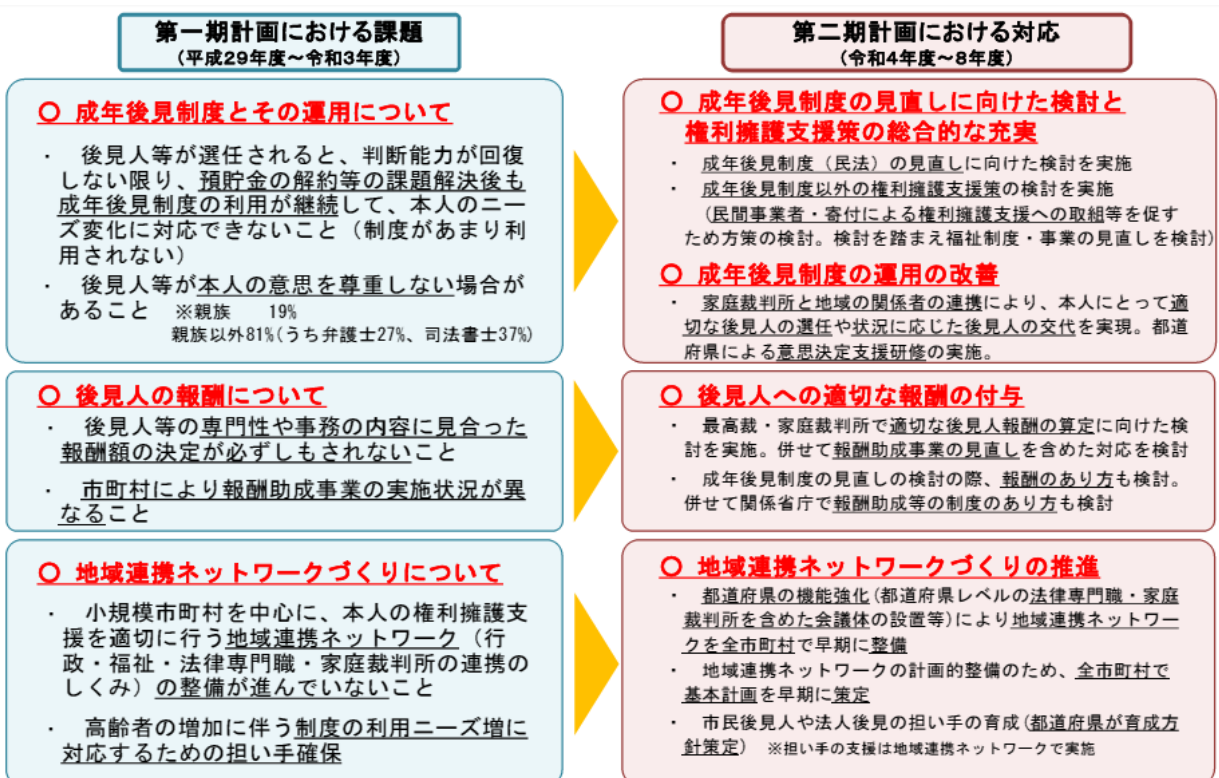 第一期計画における課題
(平成29年度～令和3年度)
第二期計画における対応
(令和4年度～8年度)
〇 成年後見制度とその運用について
・ 後見人等が選任されると、判断能力が回復
しない限り、預貯金の解約等の課題解決後も
成年後見制度の利用が継続して、本人のニー
ズ変化に対応できないこと（制度があまり利
用されない）
・ 後見人等が本人の意思を尊重しない場合が
あること ※親族 19%
親族以外81%(うち弁護士27%、司法書士37%)
〇 成年後見制度の見直しに向けた検討と
権利擁護支援策の総合的な充実
・ 成年後見制度（民法）の見直しに向けた検討を実施
・ 成年後見制度以外の権利擁護支援策の検討を実施
（民間事業者・寄付による権利擁護支援への取組等を促す
ため方策の検討。検討を踏まえ福祉制度・事業の見直しを検討)
〇 成年後見制度の運用の改善
・ 家庭裁判所と地域の関係者の連携により、本人にとって適
切な後見人の選任や状況に応じた後見人の交代を実現。都道
府県による意思決定支援研修の実施。
〇 後見人の報酬について
・ 後見人等の専門性や事務の内容に見合った
報酬額の決定が必ずしもされないこと
・ 市町村により報酬助成事業の実施状況が異
なること
〇 後見人への適切な報酬の付与
・ 最高裁・家庭裁判所で適切な後見人報酬の算定に向けた検
討を実施。併せて報酬助成事業の見直しを含めた対応を検討
・ 成年後見制度の見直しの検討の際、報酬のあり方も検討。
併せて関係省庁で報酬助成等の制度のあり方も検討
〇 地域連携ネットワークづくりについて
・ 小規模市町村を中心に、本人の権利擁護支
援を適切に行う地域連携ネットワーク（行
政・福祉・法律専門職・家庭裁判所の連携の
しくみ）の整備が進んでいないこと
・ 高齢者の増加に伴う制度の利用ニーズ増に
対応するための担い手確保
〇 地域連携ネットワークづくりの推進
・ 都道府県の機能強化(都道府県レベルの法律専門職・家庭
裁判所を含めた会議体の設置等)により地域連携ネットワー
クを全市町村で早期に整備
・ 地域連携ネットワークの計画的整備のため、全市町村で
基本計画を早期に策定
・ 市民後見人や法人後見の担い手の育成(都道府県が育成方
針策定) ※担い手の支援は地域連携ネットワークで実施